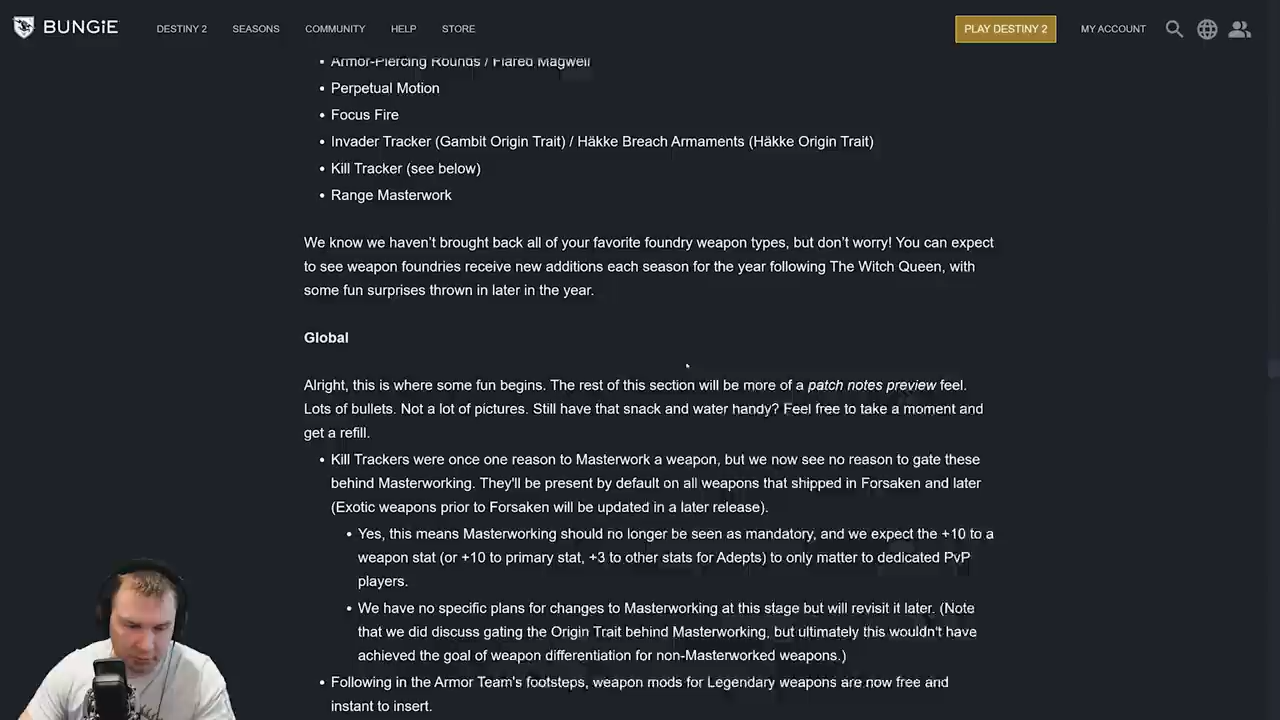 BUNGiE
DESTINY 2
SEASONS
COMMUNITY
HELP
STORE
PLAY DESTINY 2
MY ACCOUNT
• Armor-Piercing Rounds / Flared Magwell
• Perpetual Motion
• Focus Fire
• Invader Tracker (Gambit Origin Trait) / Häkke Breach Armaments (Häkke Origin Trait)
• Kill Tracker (see below)
• Range Masterwork
We know we haven't brought back all of your favorite foundry weapon types, but don't worry! You can expect
to see weapon foundries receive new additions each season for the year following The Witch Queen, with
some fun surprises thrown in later in the year.
Global
Alright, this is where some fun begins. The rest of this section will be more of a patch notes preview feel.
Lots of bullets. Not a lot of pictures. Still have that snack and water handy? Feel free to take a moment and
get a refill.
• Kill Trackers were once one reason to Masterwork a weapon, but we now see no reason to gate these
behind Masterworking. They'll be present by default on all weapons that shipped in Forsaken and later
(Exotic weapons prior to Forsaken will be updated in a later release).
• Yes, this means Masterworking should no longer be seen as mandatory, and we expect the +10 to a
weapon stat (or +10 to primary stat, +3 to other stats for Adepts) to only matter to dedicated PvP
players.
• We have no specific plans for changes to Masterworking at this stage but will revisit it later. (Note
that we did discuss gating the Origin Trait behind Masterworking, but ultimately this wouldn't have
achieved the goal of weapon differentiation for non-Masterworked weapons.)
• Following in the Armor Team's footsteps, weapon mods for Legendary weapons are now free and
instant to insert.